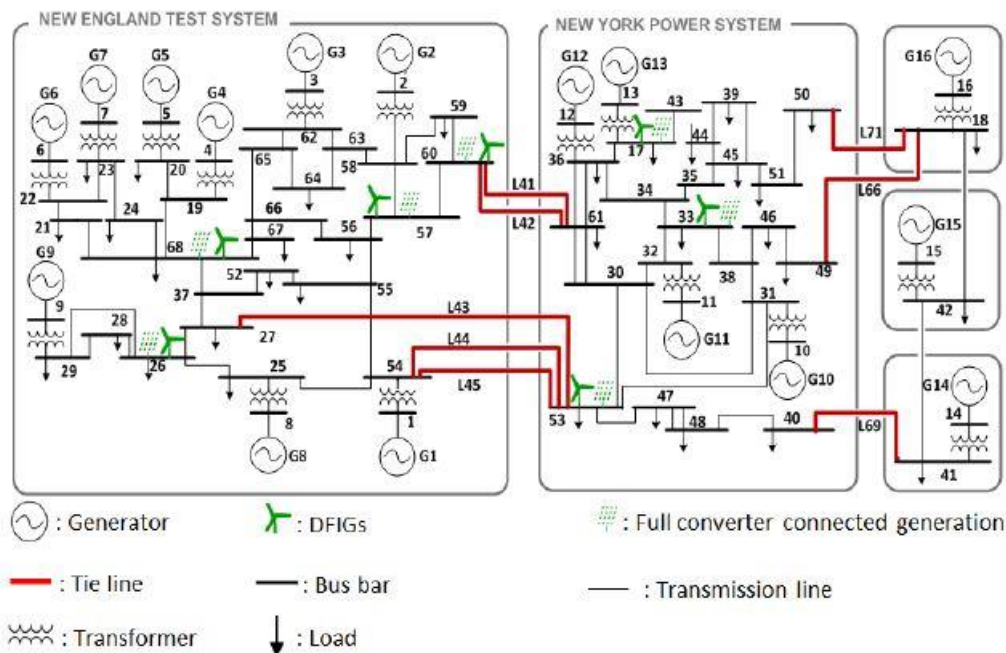 NEW ENGLAND TEST SYSTEM
NEW YORK POWER SYSTEM
G7 G5 G3 G2
G6 G4
7 5 3 2 59
6 4 62 63 60
23 20 65 58
22 64
24 19 66
21 67 56 57
68
G9 52
37 55
9 28 27
29 26 25 54
8 1
G8 G1
L41
L42
L43
L44
L45
G12 G13
13 43 39 50
12 44
36 17 45
35 51
34
61 33 46
32 49
30 38 31
11
G11 10
G10
53 47
48 40
L71
L66
L69
G16
16
18
G15
15
42
G14
14
41
: Generator
: DFIGs
: Full converter connected generation
: Tie line
: Bus bar
: Transmission line
: Transformer
: Load